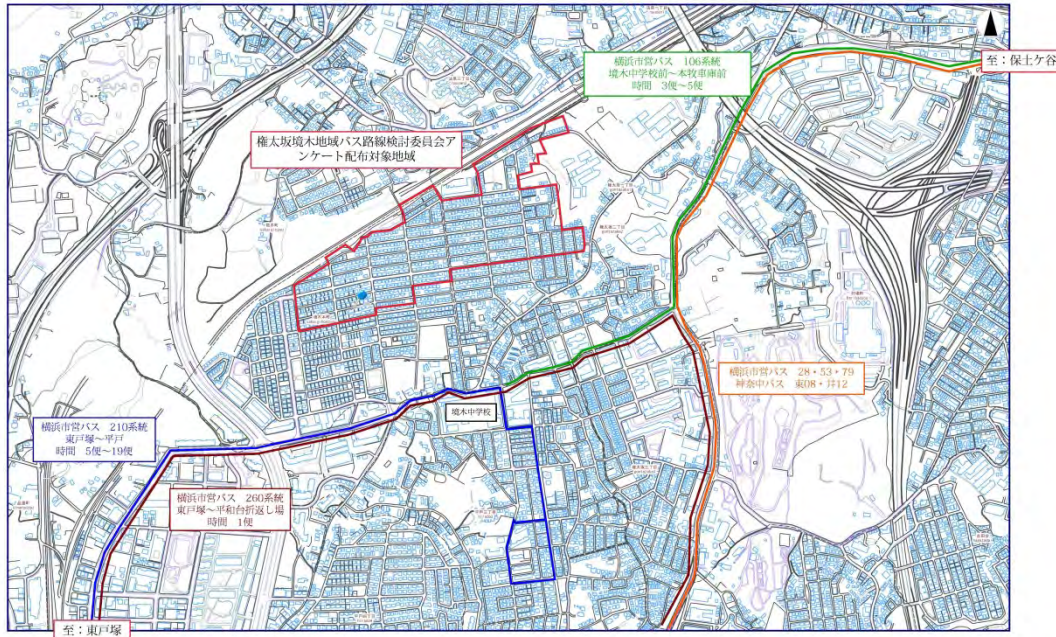 横浜市営バス 106系統
境木中学校前～本牧車庫前
時間 3便～5便
至：保土ケ谷
権太坂境木地域バス路線検討委員会ア
ンケート配布対象地域
横浜市営バス 28・53・79
神奈中バス 東08・戸12
境木中学校
横浜市営バス 210系統
東戸塚～平戸
時間 5便～19便
横浜市営バス 260系統
東戸塚～平和台折返し場
時間 1便
至：東戸塚